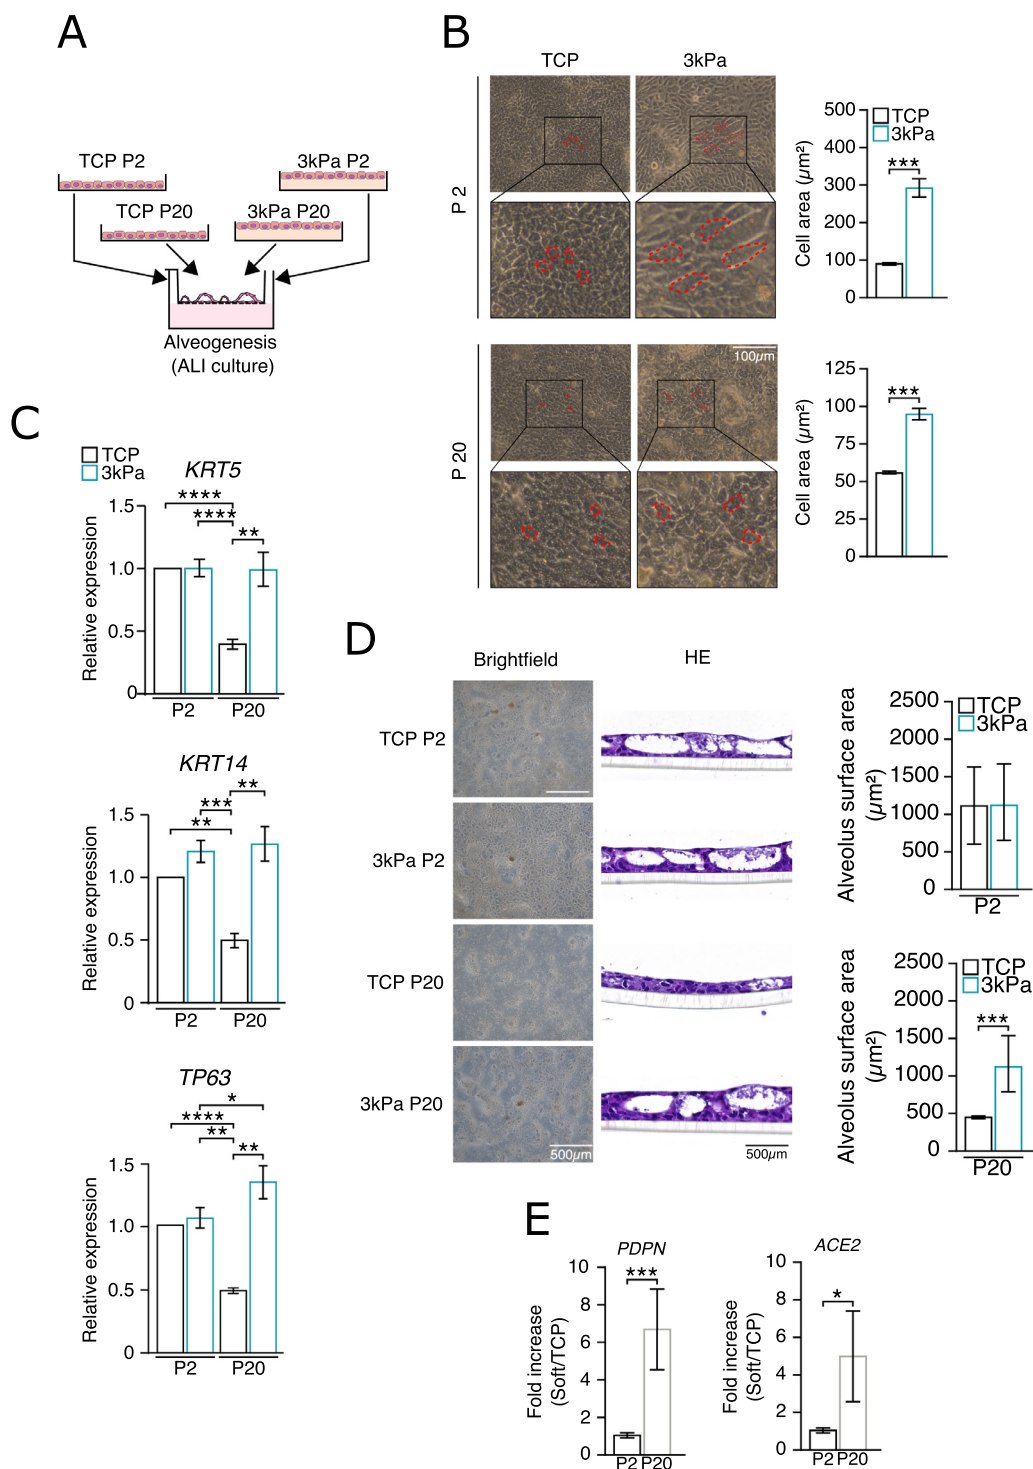 A
TCP P2
3kPa P2
TCP P20
3kPa P20
Alveogenesis
(ALI culture)
B
TCP
3kPa
P 2
Cell area (µm²)
500
400
300
200
100
0
TCP
3kPa
***
P 20
100µm
Cell area (µm²)
125
100
75
50
25
0
***
C
TCP
3kPa
KRT5
Relative expression
1.5
1.0
0.5
0
****
****
**
P2
P20
KRT14
Relative expression
1.5
1.0
0.5
0
**
***
**
P2
P20
TP63
Relative expression
1.5
1.0
0.5
0
*
****
**
**
P2
P20
D
Brightfield
HE
TCP P2
3kPa P2
TCP P20
3kPa P20
500µm
500µm
Alveolus surface area
(µm²)
2500
2000
1500
1000
500
0
TCP
3kPa
P2
Alveolus surface area
(µm²)
2500
2000
1500
1000
500
0
TCP
3kPa
***
P20
E
PDPN
Fold increase
(Soft/TCP)
10
8
6
4
2
0
***
P2 P20
ACE2
Fold increase
(Soft/TCP)
10
8
6
4
2
0
*
P2 P20